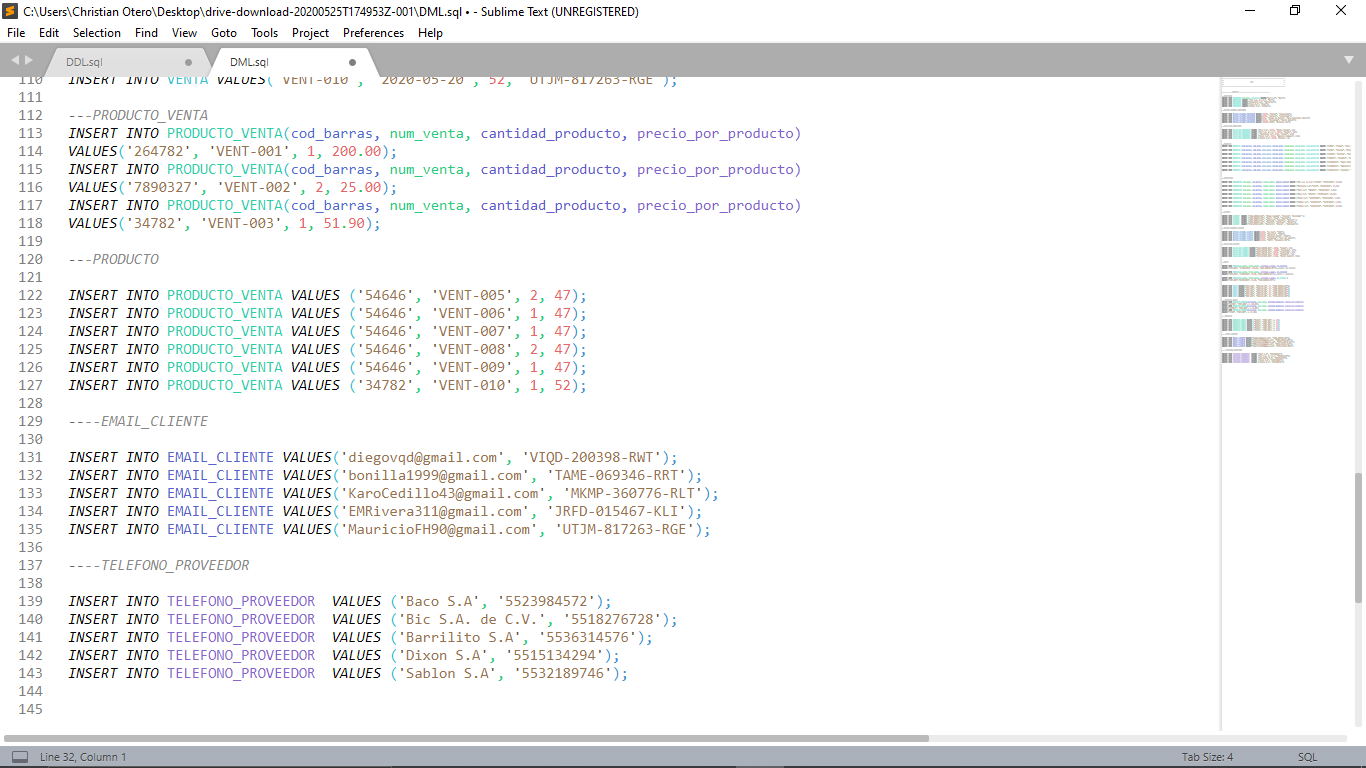 C:\Users\Christian Otero\Desktop\drive-download-20200525T174953Z-001\DML.sql • - Sublime Text (UNREGISTERED)
File Edit Selection Find View Goto Tools Project Preferences Help
DDL.sql DML.sql
110 INSERT INTO VENTA VALUES('VENT-010', '2020-05-20', 52, 'UTJM-817263-RGE');
111
112 ---PRODUCTO_VENTA
113 INSERT INTO PRODUCTO_VENTA(cod_barras, num_venta, cantidad_producto, precio_por_producto)
114 VALUES('264782', 'VENT-001', 1, 200.00);
115 INSERT INTO PRODUCTO_VENTA(cod_barras, num_venta, cantidad_producto, precio_por_producto)
116 VALUES('7890327', 'VENT-002', 2, 25.00);
117 INSERT INTO PRODUCTO_VENTA(cod_barras, num_venta, cantidad_producto, precio_por_producto)
118 VALUES('34782', 'VENT-003', 1, 51.90);
119
120 ---PRODUCTO
121
122 INSERT INTO PRODUCTO_VENTA VALUES ('54646', 'VENT-005', 2, 47);
123 INSERT INTO PRODUCTO_VENTA VALUES ('54646', 'VENT-006', 1, 47);
124 INSERT INTO PRODUCTO_VENTA VALUES ('54646', 'VENT-007', 1, 47);
125 INSERT INTO PRODUCTO_VENTA VALUES ('54646', 'VENT-008', 2, 47);
126 INSERT INTO PRODUCTO_VENTA VALUES ('54646', 'VENT-009', 1, 47);
127 INSERT INTO PRODUCTO_VENTA VALUES ('34782', 'VENT-010', 1, 52);
128
129 ----EMAIL_CLIENTE
130
131 INSERT INTO EMAIL_CLIENTE VALUES('diegovqd@gmail.com', 'VIQD-200398-RWT');
132 INSERT INTO EMAIL_CLIENTE VALUES('bonilla1999@gmail.com', 'TAME-069346-RRT');
133 INSERT INTO EMAIL_CLIENTE VALUES('KaroCedillo43@gmail.com', 'MKMP-360776-RLT');
134 INSERT INTO EMAIL_CLIENTE VALUES('EMRivera311@gmail.com', 'JRFD-015467-KLI');
135 INSERT INTO EMAIL_CLIENTE VALUES('MauricioFH90@gmail.com', 'UTJM-817263-RGE');
136
137 ----TELEFONO_PROVEEDOR
138
139 INSERT INTO TELEFONO_PROVEEDOR  VALUES ('Baco S.A', '5523984572');
140 INSERT INTO TELEFONO_PROVEEDOR  VALUES ('Bic S.A. de C.V.', '5518276728');
141 INSERT INTO TELEFONO_PROVEEDOR  VALUES ('Barrilito S.A', '5536314576');
142 INSERT INTO TELEFONO_PROVEEDOR  VALUES ('Dixon S.A', '5515134294');
143 INSERT INTO TELEFONO_PROVEEDOR  VALUES ('Sablon S.A', '5532189746');
144
145
Line 32, Column 1 Tab Size: 4 SQL